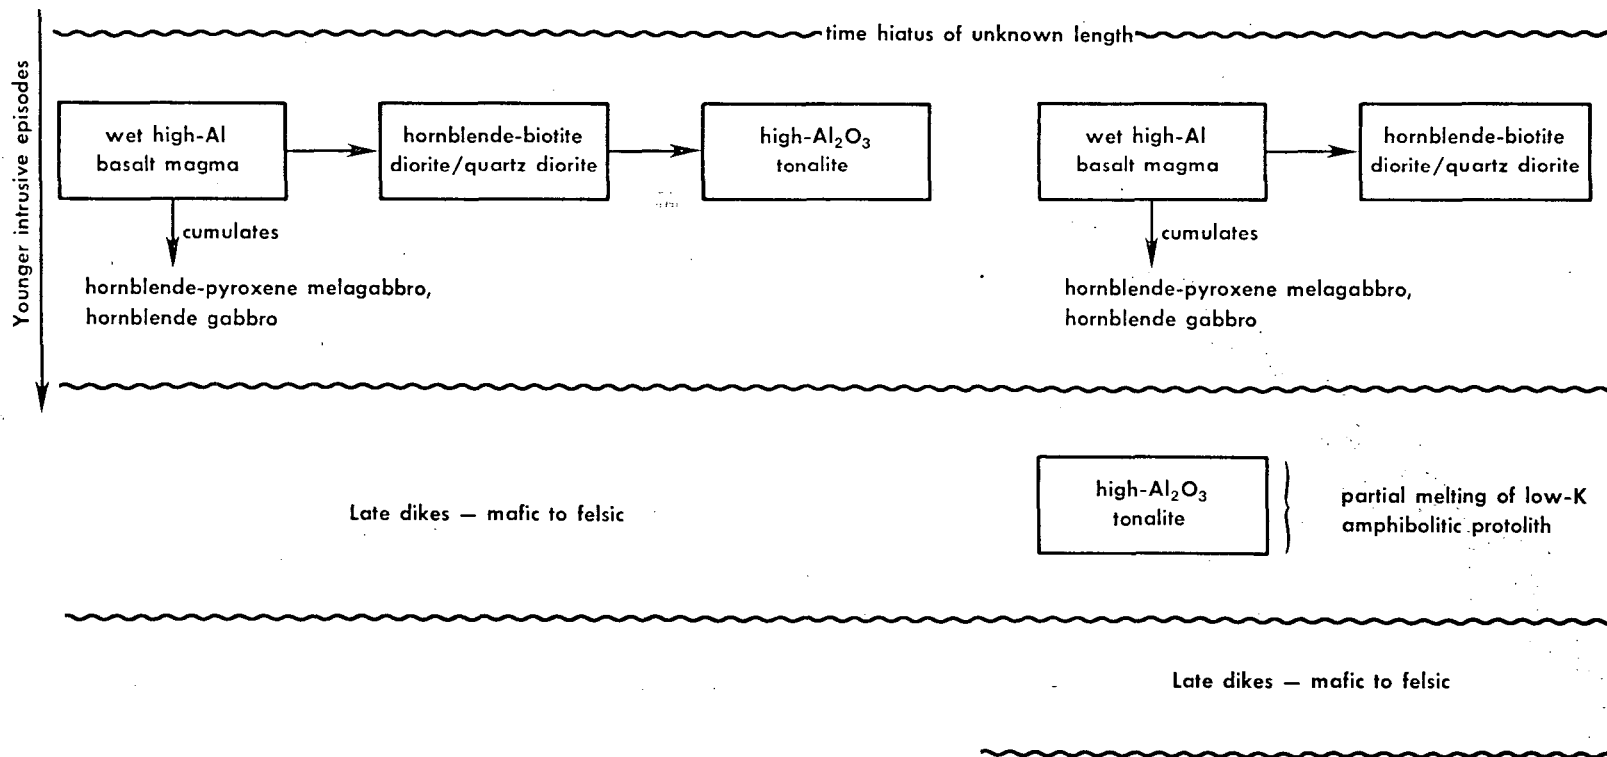 time hiatus of unknown length
Younger intrusive episodes
wet high-Al
basalt magma
hornblende-biotite
diorite/quartz diorite
high-Al₂O₃
tonalite
cumulates
hornblende-pyroxene melagabbro,
hornblende gabbro
wet high-Al
basalt magma
hornblende-biotite
diorite/quartz diorite
cumulates
hornblende-pyroxene melagabbro,
hornblende gabbro
Late dikes — mafic to felsic
high-Al₂O₃
tonalite
partial melting of low-K
amphibolitic protolith
Late dikes — mafic to felsic